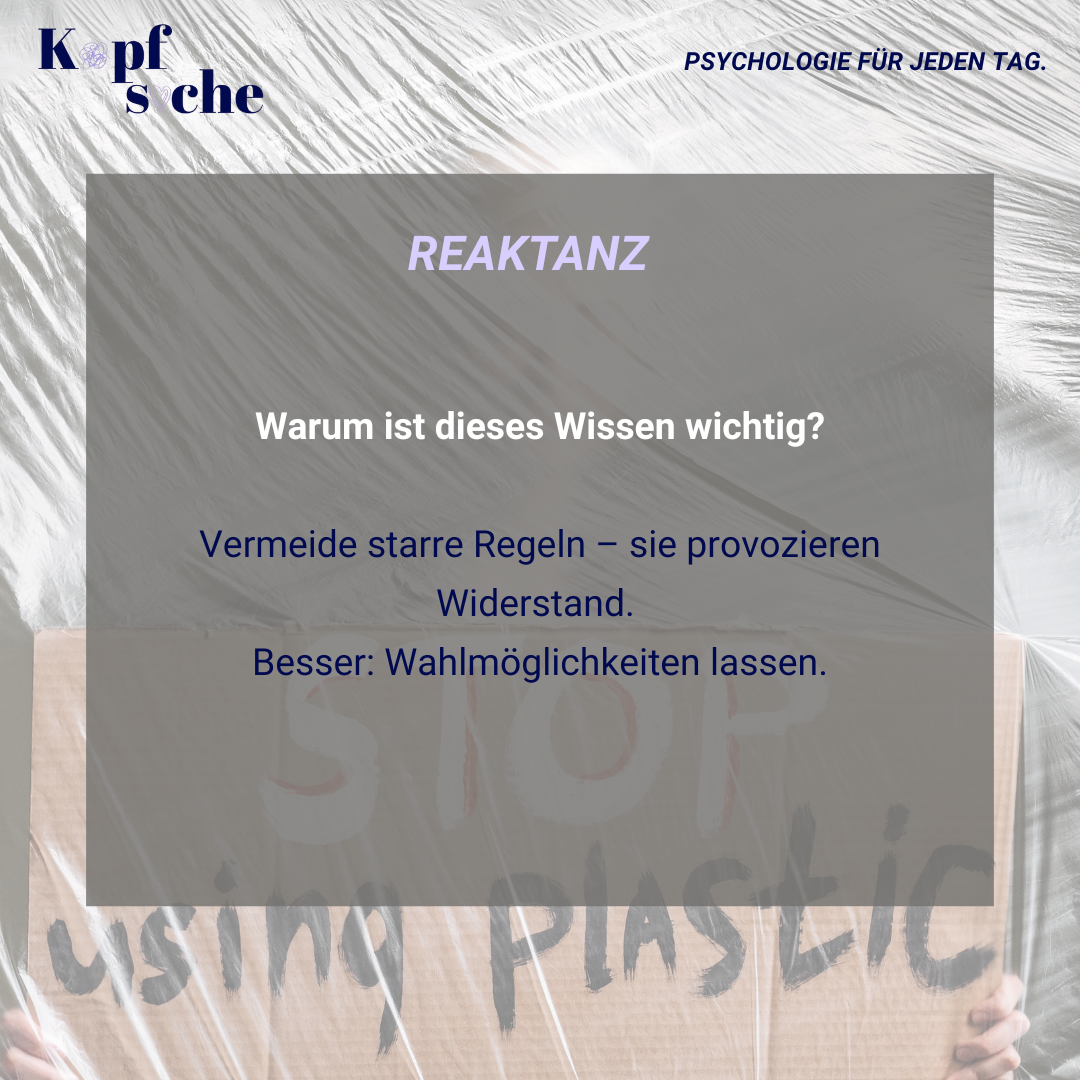 Kopf
sache
PSYCHOLOGIE FÜR JEDEN TAG.
REAKTANZ
Warum ist dieses Wissen wichtig?
Vermeide starre Regeln – sie provozieren
Widerstand.
Besser: Wahlmöglichkeiten lassen.
STOP
using plastic